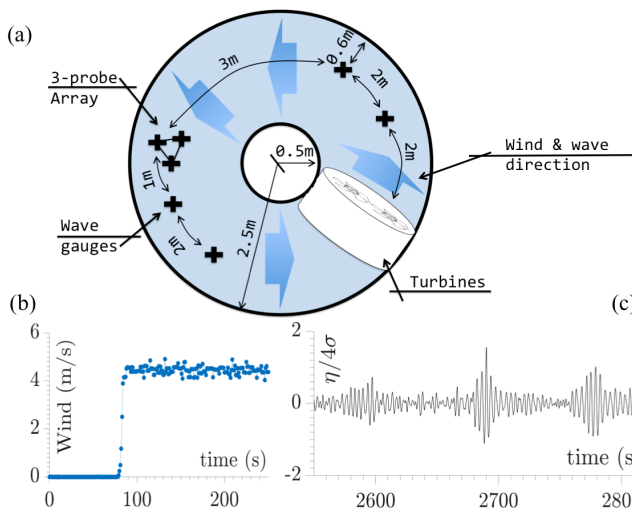 (a)
3-probe
Array
3m
0.6m
2m
2m
0.5m
Wind & wave
direction
1m
Wave
gauges
2m
2.5m
Turbines
(b)
6
4
2
0
Wind (m/s)
time (s)
0
100
200
(c)
2
0
-2
η/4σ
time (s
2600
2700
280